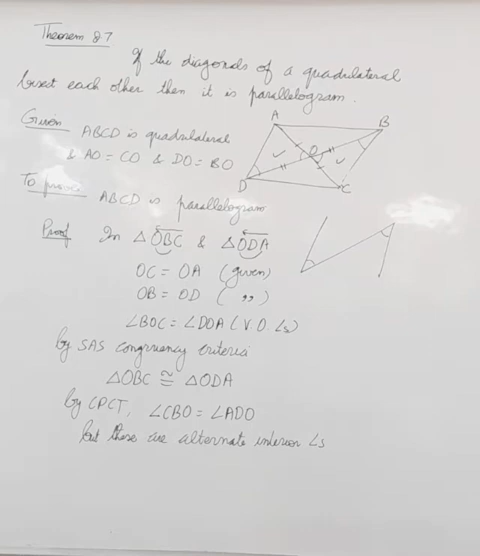 Theorem 8.7
If the diagonals of a quadrilateral
bisect each other then it is parallelogram.
Given ABCD is quadrilateral
& AO = CO & DO = BO
A
B
O
D
C
To prove ABCD is parallelogram
Proof In △OBC & △ODA
OC = OA (given)
OB = OD ( ,, )
∠BOC = ∠DOA (V.O. ∠s)
by SAS congruency criteria
△OBC ≅ △ODA
by CPCT, ∠CBO = ∠ADO
but these are alternate interior ∠s